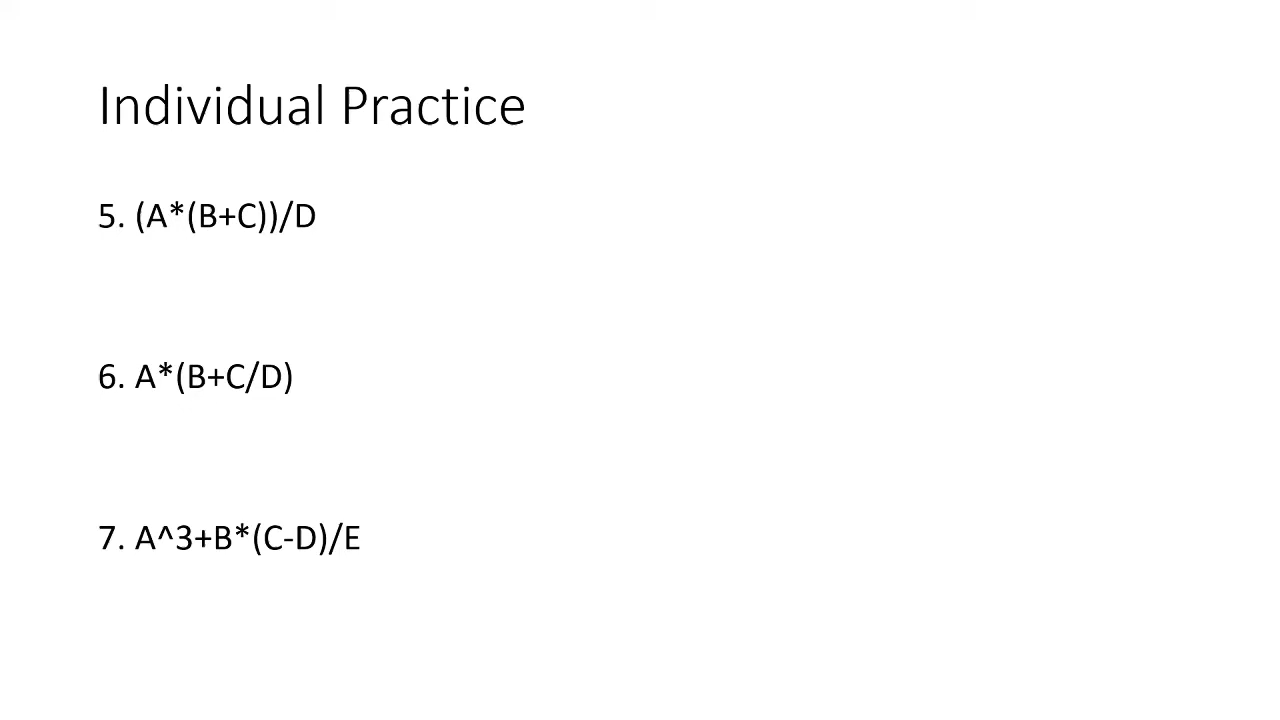 Individual Practice
5. (A*(B+C))/D
6. A*(B+C/D)
7. A^3+B*(C-D)/E